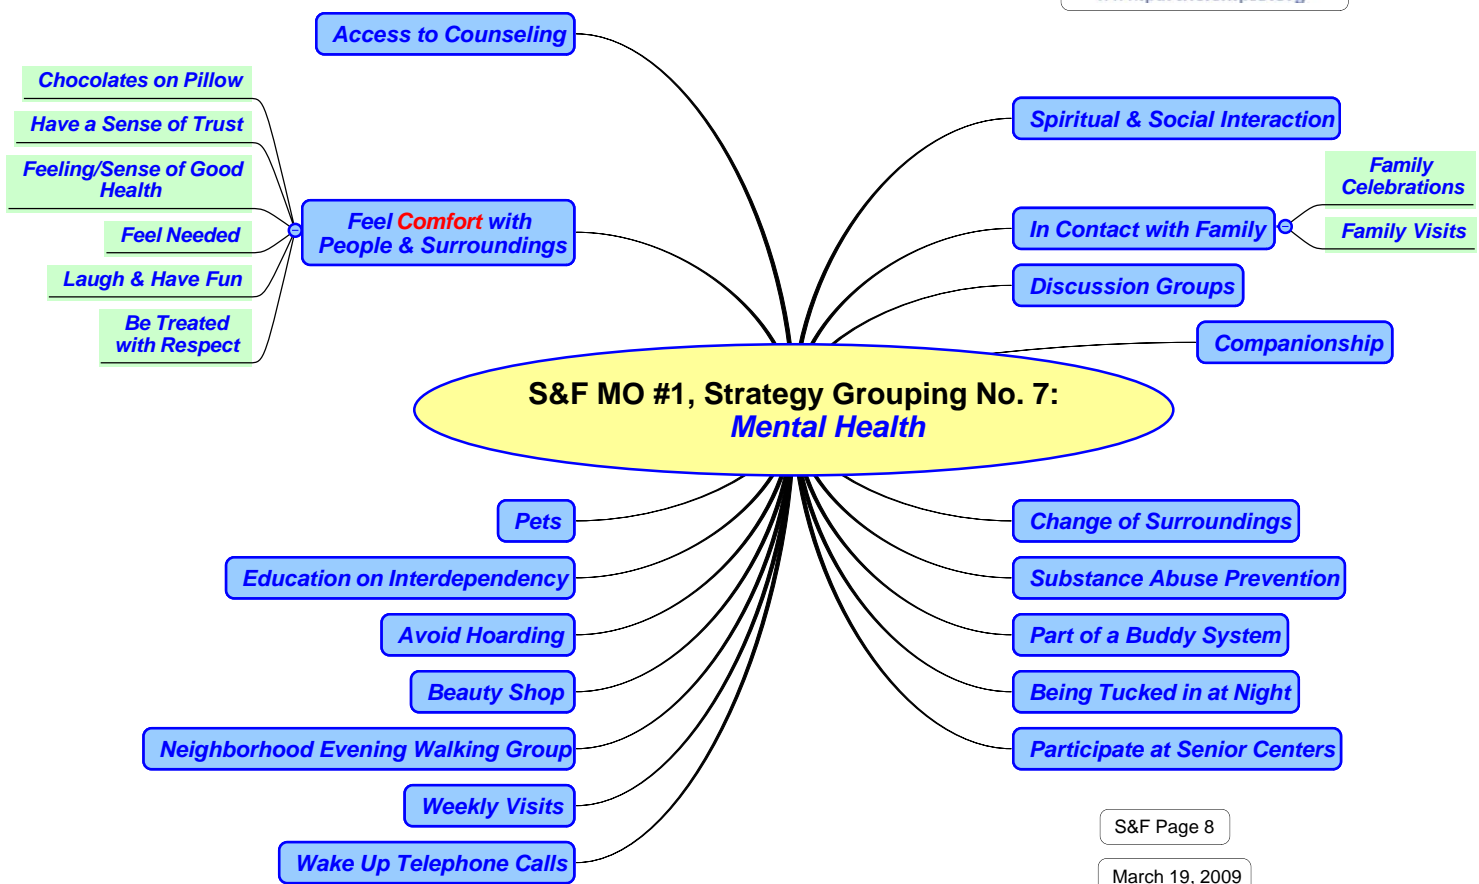 Access to Counseling
Chocolates on Pillow
Have a Sense of Trust
Feeling/Sense of Good
Health
Feel Needed
Laugh & Have Fun
Be Treated
with Respect
Feel Comfort with
People & Surroundings
Spiritual & Social Interaction
In Contact with Family
Family
Celebrations
Family Visits
Discussion Groups
Companionship
S&F MO #1, Strategy Grouping No. 7:
Mental Health
Pets
Education on Interdependency
Avoid Hoarding
Beauty Shop
Neighborhood Evening Walking Group
Weekly Visits
Wake Up Telephone Calls
Change of Surroundings
Substance Abuse Prevention
Part of a Buddy System
Being Tucked in at Night
Participate at Senior Centers
S&F Page 8
March 19, 2009